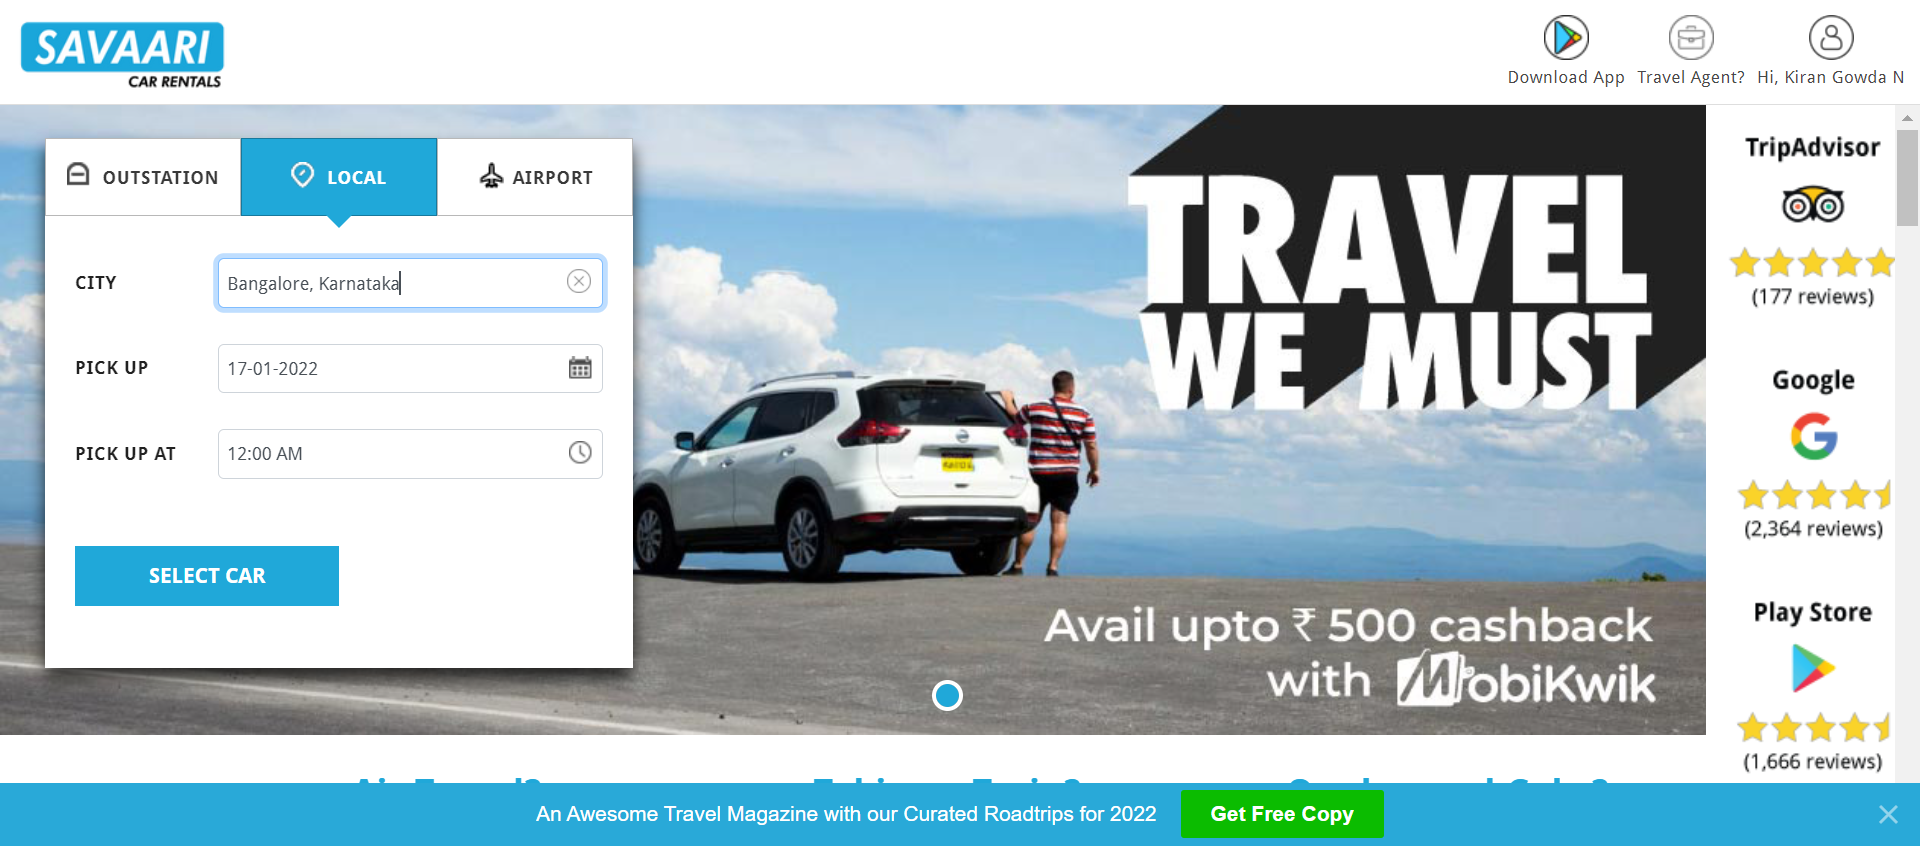 SAVAARI
CAR RENTALS
Download App
Travel Agent?
Hi, Kiran Gowda N
OUTSTATION
LOCAL
AIRPORT
CITY
Bangalore, Karnataka
PICK UP
17-01-2022
PICK UP AT
12:00 AM
SELECT CAR
TRAVEL
WE MUST
Avail upto ₹ 500 cashback
with MobiKwik
TripAdvisor
(177 reviews)
Google
G
(2,364 reviews)
Play Store
(1,666 reviews)
An Awesome Travel Magazine with our Curated Roadtrips for 2022
Get Free Copy